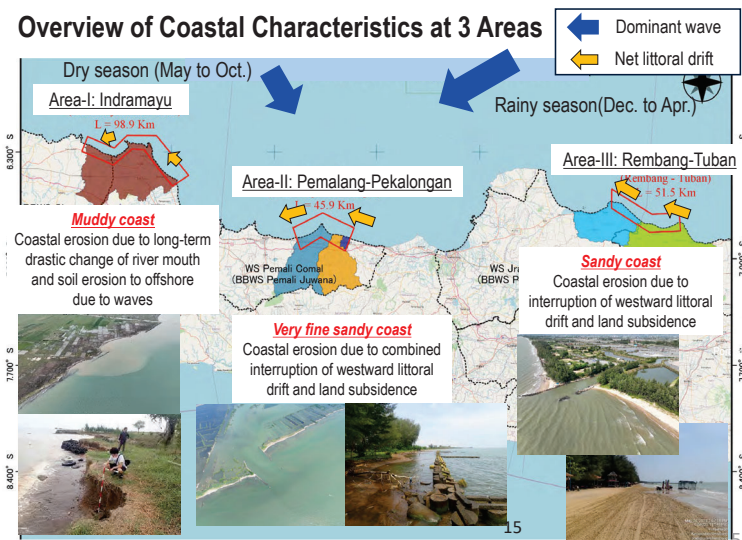 Overview of Coastal Characteristics at 3 Areas
Dominant wave
Net littoral drift
Dry season (May to Oct.)
Rainy season(Dec. to Apr.)
Area-I: Indramayu
L = 98.9 Km
6.300° S
Area-II: Pemalang-Pekalongan
= 45.9 Km
Area-III: Rembang-Tuban
(Rembang - Tuban)
= 51.5 Km
Muddy coast
Coastal erosion due to long-term
drastic change of river mouth
and soil erosion to offshore
due to waves
WS Pemali Comal
(BBWS Pemali Juwana)
WS Jra
(BBWS P
Sandy coast
Coastal erosion due to
interruption of westward littoral
drift and land subsidence
Very fine sandy coast
Coastal erosion due to combined
interruption of westward littoral
drift and land subsidence
7.700° S
8.400° S
15